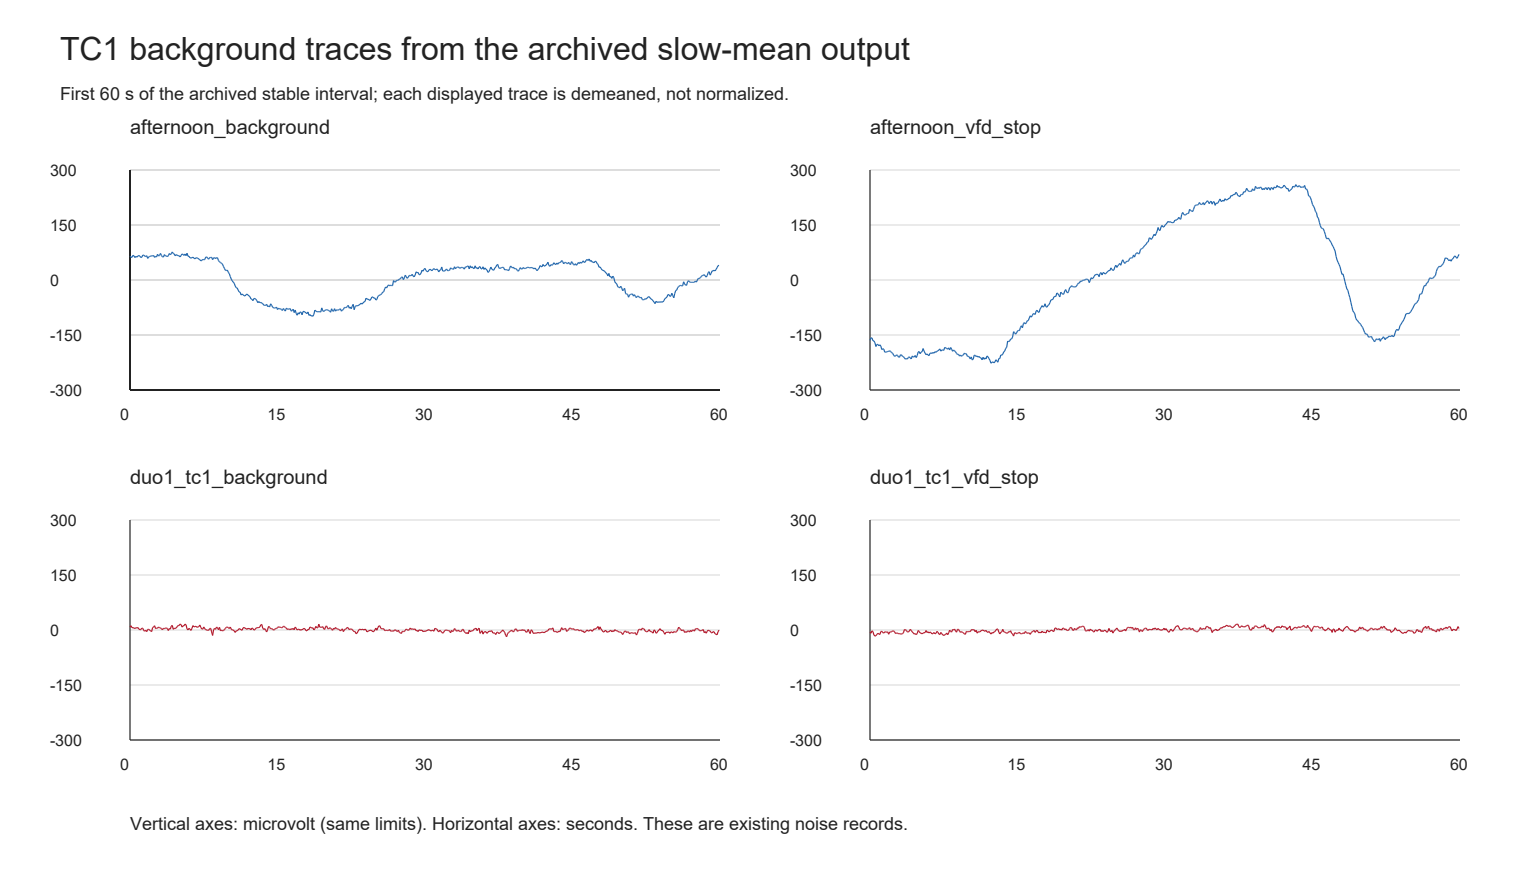 TC1 background traces from the archived slow-mean output
First 60 s of the archived stable interval; each displayed trace is demeaned, not normalized.
afternoon_background
300
150
0
-150
-300
0 15 30 45 60
afternoon_vfd_stop
300
150
0
-150
-300
0 15 30 45 60
duo1_tc1_background
300
150
0
-150
-300
0 15 30 45 60
duo1_tc1_vfd_stop
300
150
0
-150
-300
0 15 30 45 60
Vertical axes: microvolt (same limits). Horizontal axes: seconds. These are existing noise records.